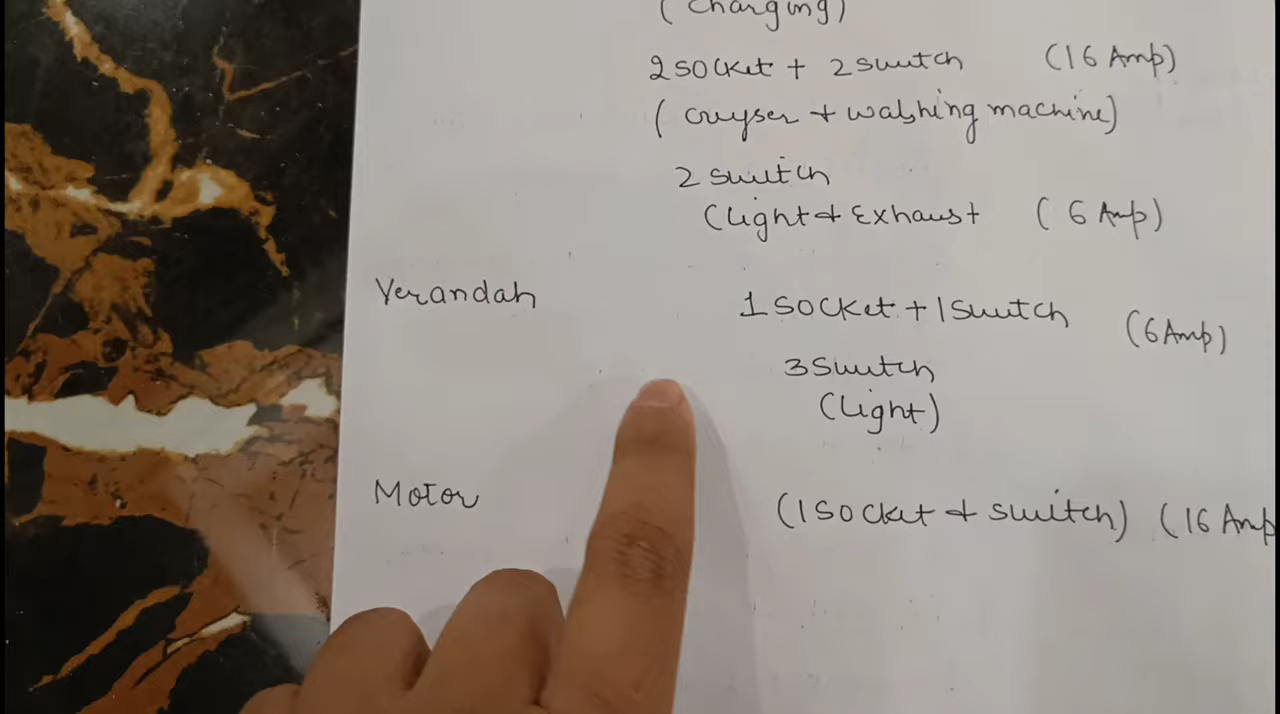 (Charging)
2 Socket + 2 Switch (16 Amp)
(Geyser + washing machine)
2 Switch
(Light & Exhaust (6 Amp)
Verandah 1 Socket + 1 Switch (6 Amp)
3 Switch
(Light)
Motor (1 Socket & Switch) (16 Amp